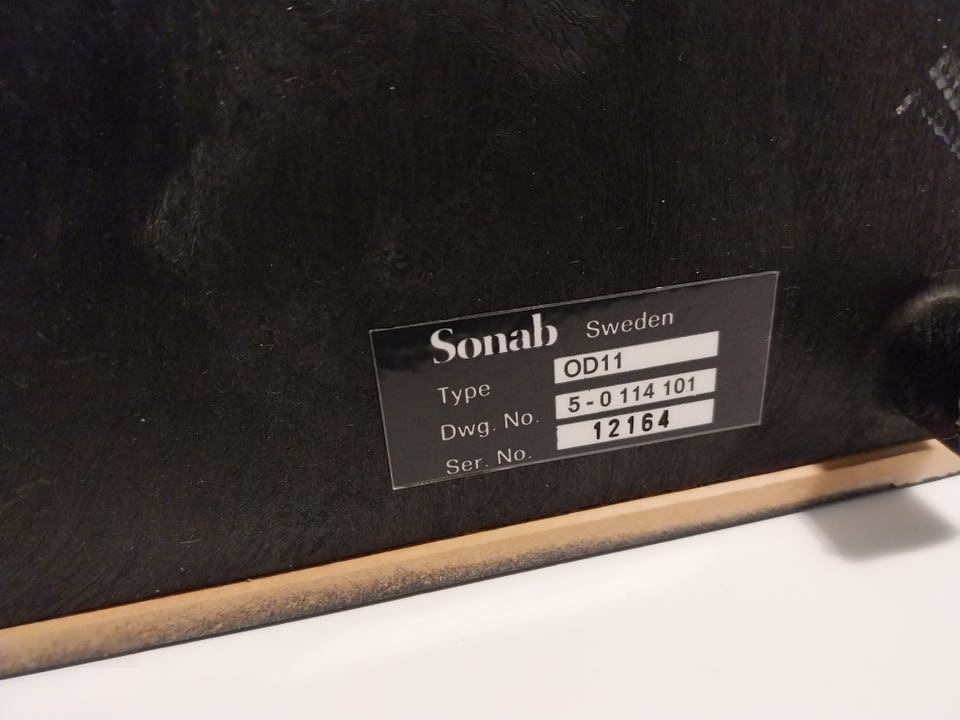 Sonab Sweden
Type OD11
Dwg. No. 5-0 114 101
Ser. No. 12164